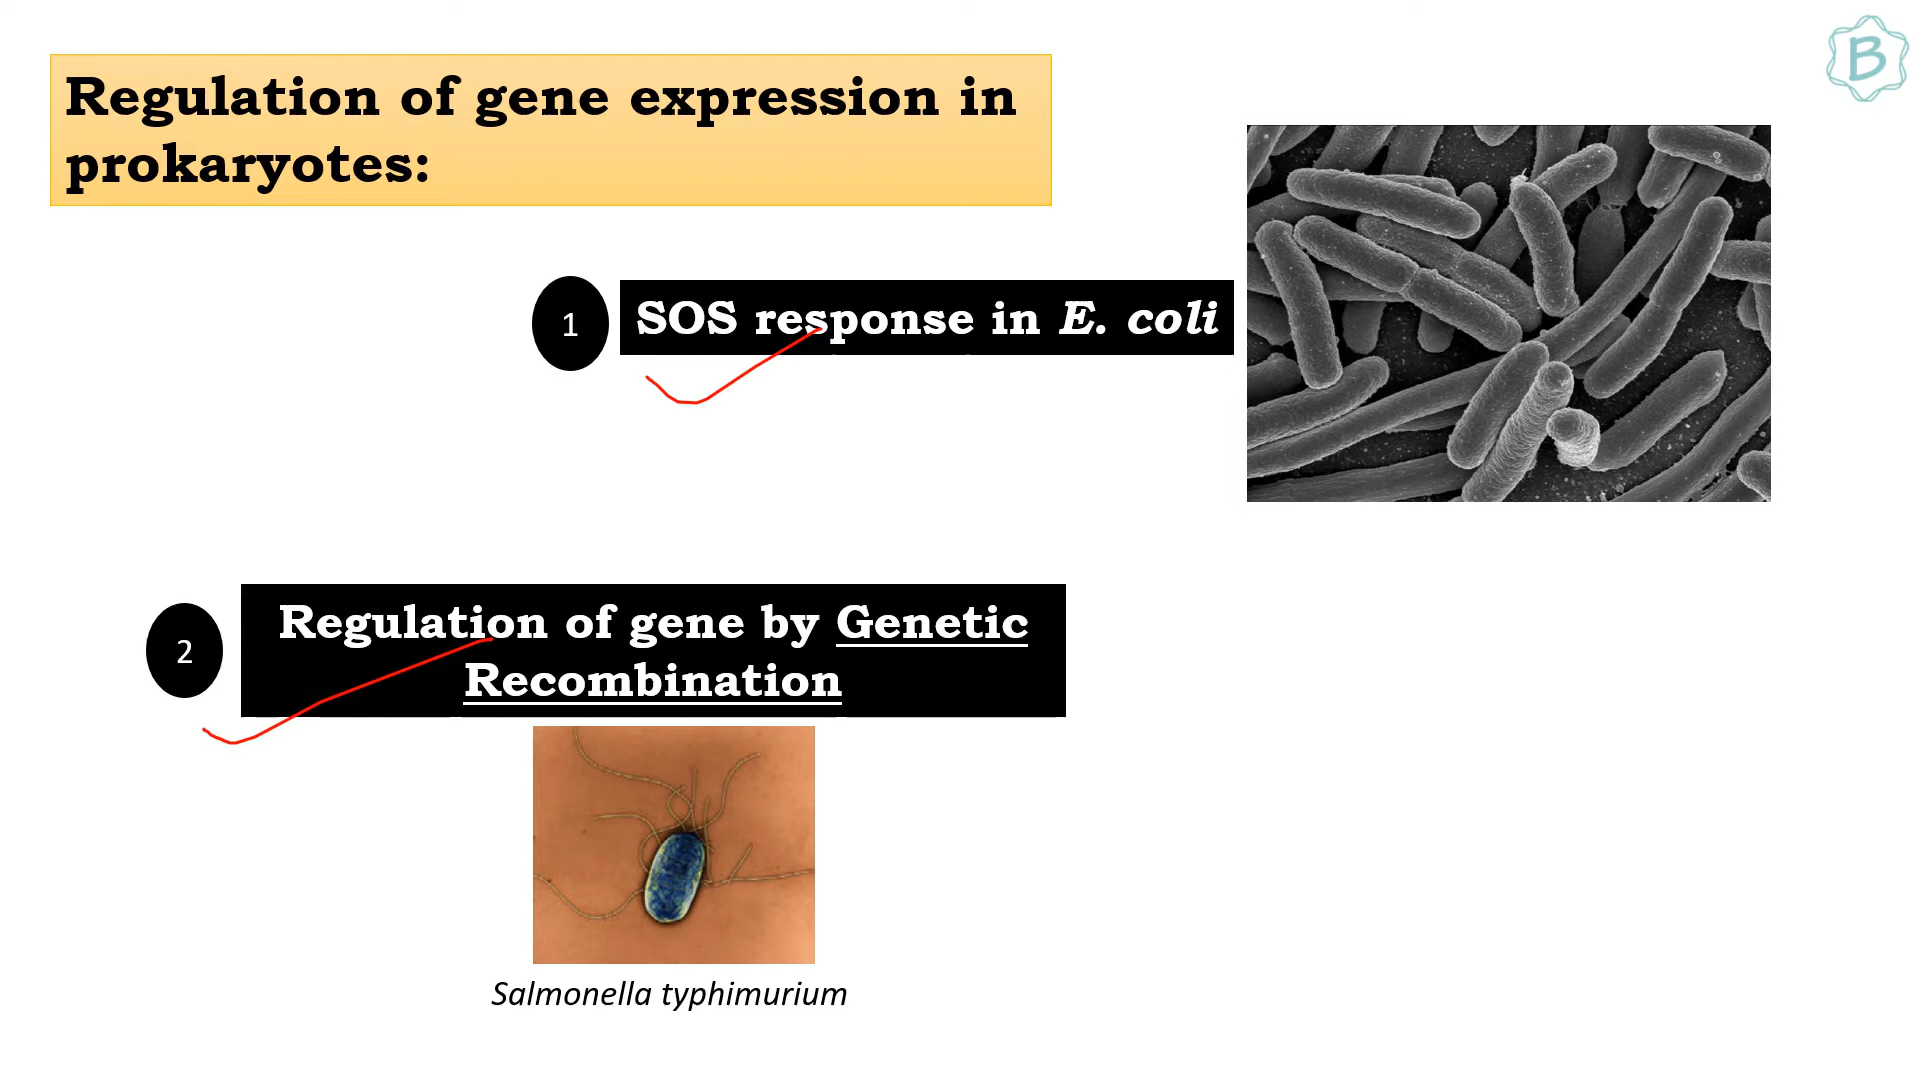 B
Regulation of gene expression in
prokaryotes:
1
SOS response in E. coli
2
Regulation of gene by Genetic
Recombination
Salmonella typhimurium